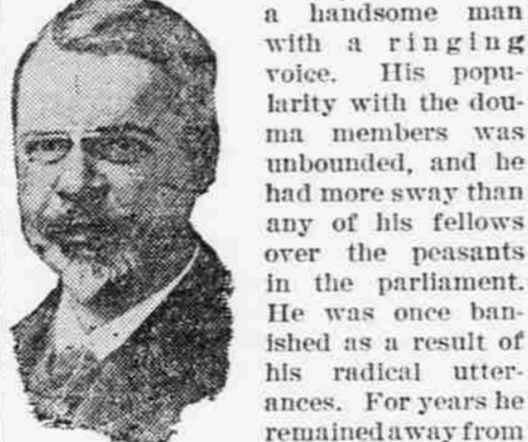 a handsome man
with a ringing
voice. His popu-
larity with the dou-
ma members was
unbounded, and he
had more sway than
any of his fellows
over the peasants
in the parliament.
He was once ban-
ished as a result of
his radical utter-
ances. For years he
remained away from